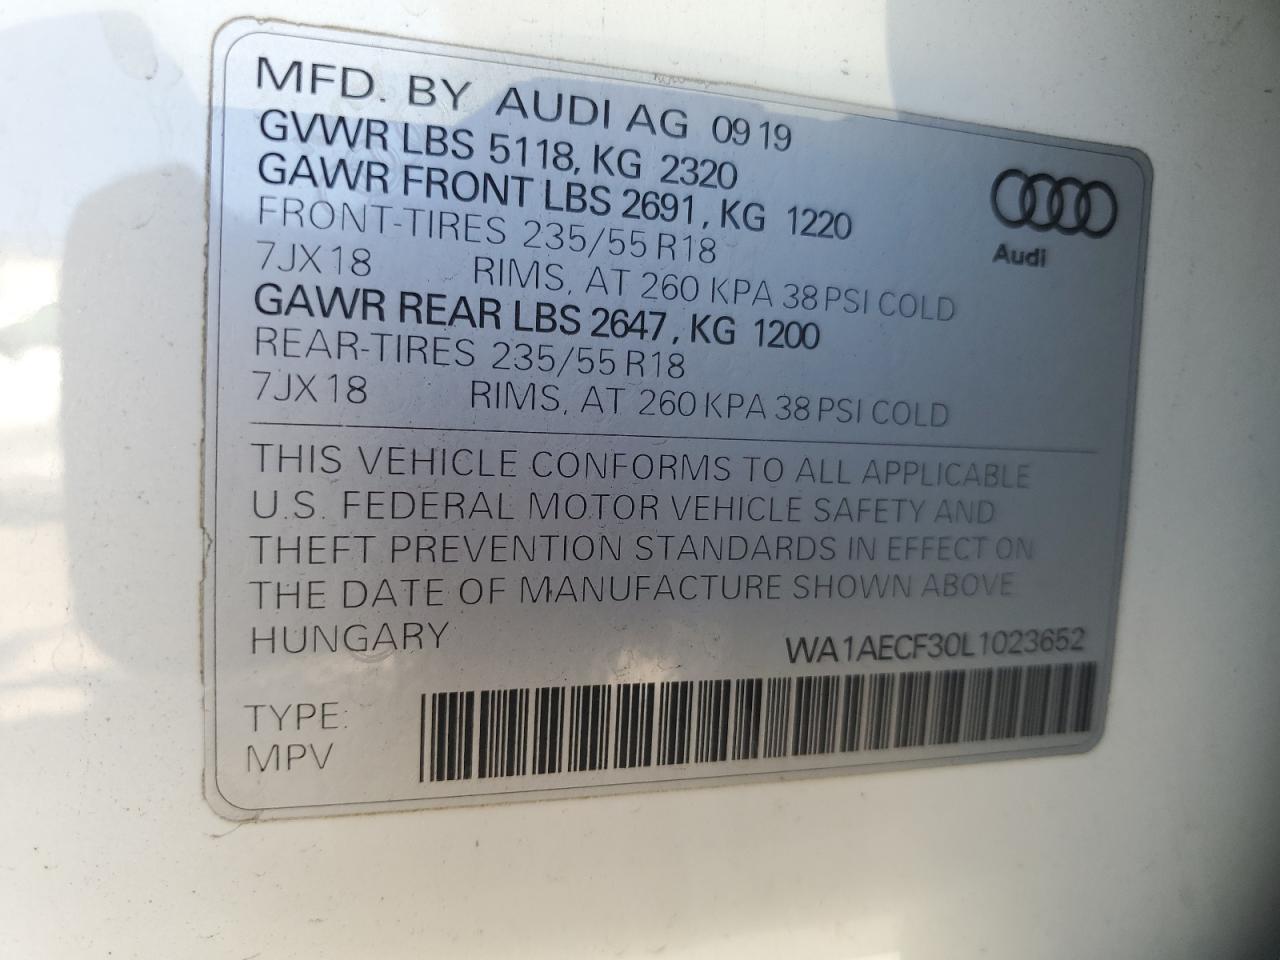 MFD. BY AUDI AG 0919
GVWR LBS 5118, KG 2320
GAWR FRONT LBS 2691, KG 1220
FRONT-TIRES 235/55 R18
7JX18 RIMS, AT 260 KPA 38 PSI COLD
GAWR REAR LBS 2647, KG 1200
REAR-TIRES 235/55 R18
7JX18 RIMS, AT 260 KPA 38 PSI COLD
Audi
THIS VEHICLE CONFORMS TO ALL APPLICABLE
U.S. FEDERAL MOTOR VEHICLE SAFETY AND
THEFT PREVENTION STANDARDS IN EFFECT ON
THE DATE OF MANUFACTURE SHOWN ABOVE
HUNGARY WA1AECF30L1023652
TYPE:
MPV